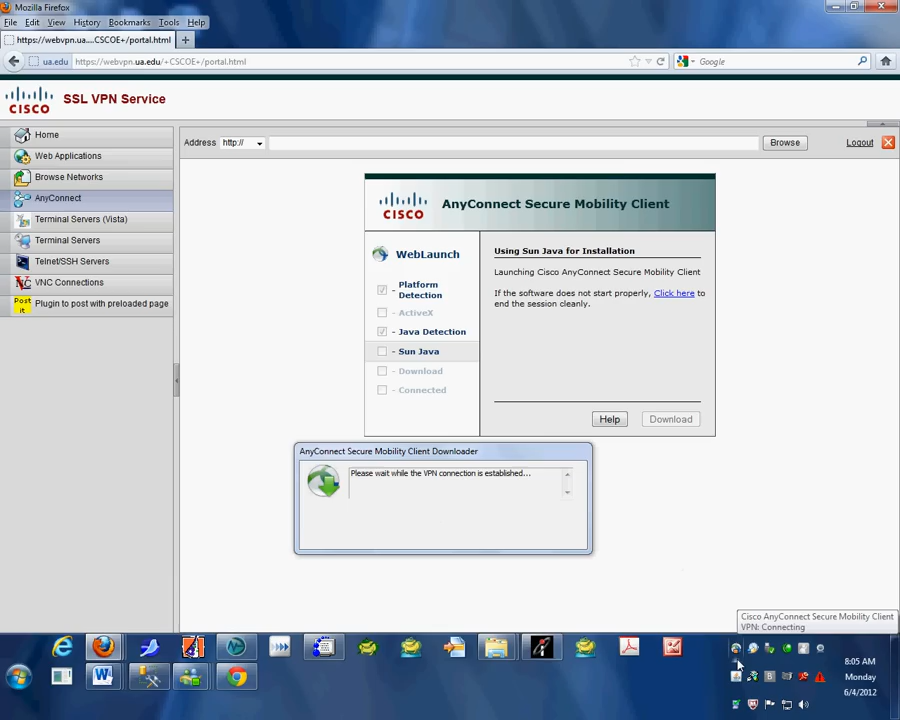 Mozilla Firefox
File Edit View History Bookmarks Tools Help
https://webvpn.ua....CSCOE+/portal.html
ua.edu https://webvpn.ua.edu/+CSCOE+/portal.html Google
CISCO SSL VPN Service
Home
Address http:// Browse Logout
Web Applications
Browse Networks
AnyConnect
Terminal Servers (Vista)
Terminal Servers
Telnet/SSH Servers
VNC Connections
Post it Plugin to post with preloaded page
CISCO AnyConnect Secure Mobility Client
WebLaunch
- Platform
Detection
- ActiveX
- Java Detection
- Sun Java
- Download
- Connected
Using Sun Java for Installation
Launching Cisco AnyConnect Secure Mobility Client
If the software does not start properly, Click here to
end the session cleanly.
Help Download
AnyConnect Secure Mobility Client Downloader
Please wait while the VPN connection is established...
Cisco AnyConnect Secure Mobility Client
VPN: Connecting
8:05 AM
Monday
6/4/2012